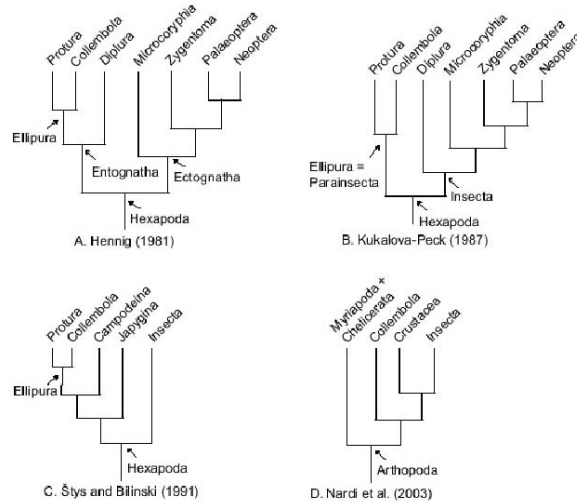 Protura
Collembola
Diplura
Microcoryphia
Zygentoma
Palaeoptera
Neoptera
Ellipura
Entognatha
Ectognatha
Hexapoda
A. Hennig (1981)
Protura
Collembola
Diplura
Microcoryphia
Zygentoma
Palaeoptera
Neoptera
Ellipura =
Parainsecta
Insecta
Hexapoda
B. Kukalova-Peck (1987)
Protura
Collembola
Campodeina
Japygina
Insecta
Ellipura
Hexapoda
C. Štys and Bilinski (1991)
Myriapoda +
Chelicerata
Collembola
Crustacea
Insecta
Arthopoda
D. Nardi et al. (2003)